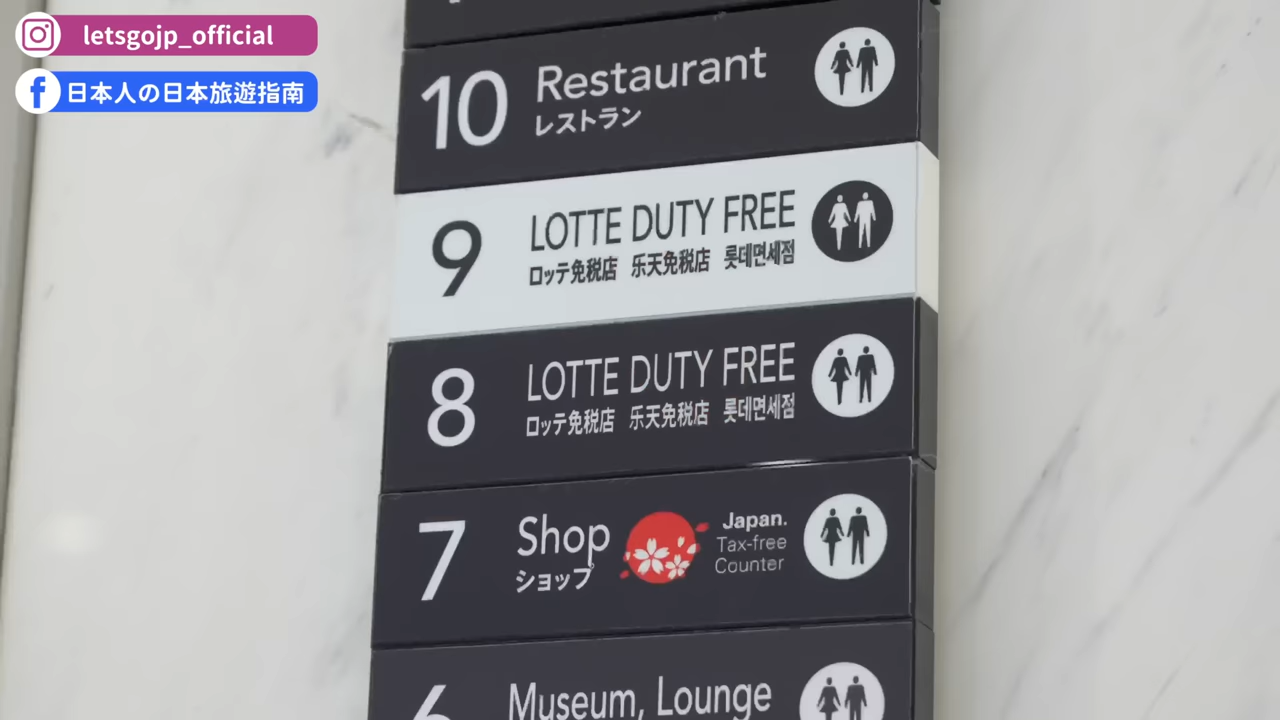 letsgojp_official
日本人の日本旅遊指南
10 Restaurant
レストラン
9 LOTTE DUTY FREE
ロッテ免税店 乐天免税店 롯데면세점
8 LOTTE DUTY FREE
ロッテ免税店 乐天免税店 롯데면세점
7 Shop
ショップ
Japan.
Tax-free
Counter
6 Museum, Lounge